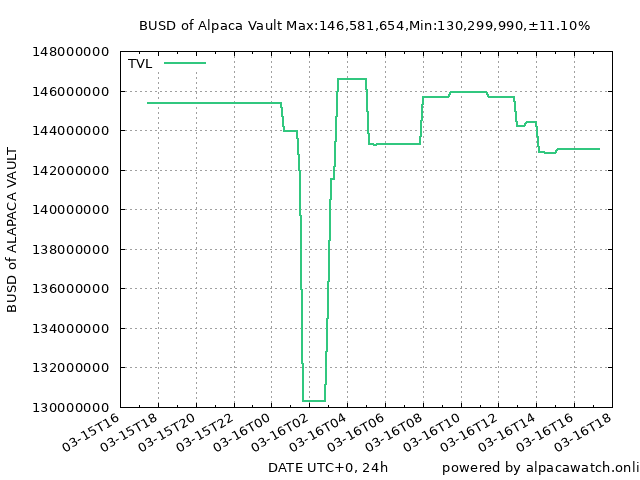 BUSD of Alpaca Vault Max:146,581,654,Min:130,299,990,±11.10%
148000000
TVL
146000000
144000000
142000000
140000000
138000000
136000000
134000000
132000000
130000000
BUSD of ALAPACA VAULT
03-15T16
03-15T18
03-15T20
03-15T22
03-16T00
03-16T02
03-16T04
03-16T06
03-16T08
03-16T10
03-16T12
03-16T14
03-16T16
03-16T18
DATE UTC+0, 24h
powered by alpacawatch.onli